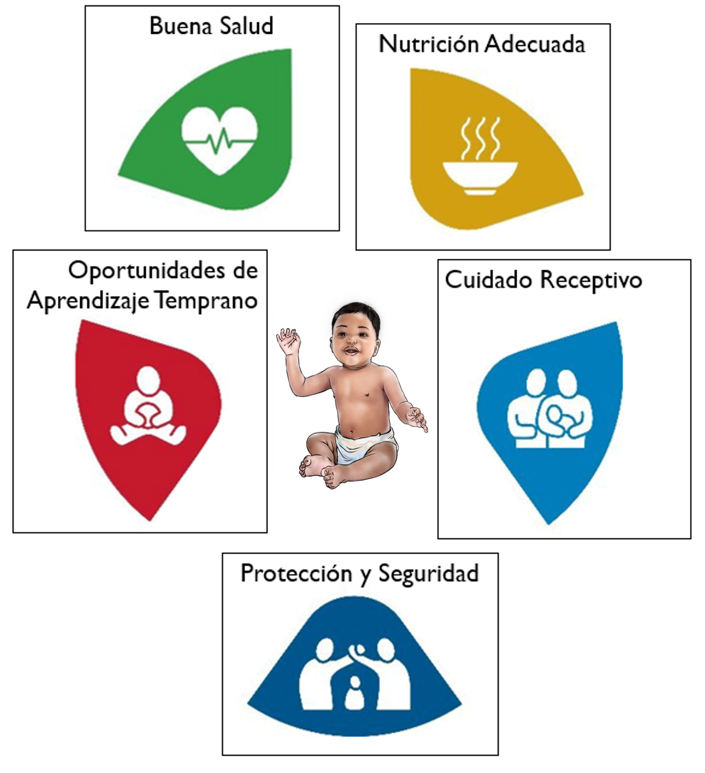 Buena Salud
Nutrición Adecuada
Oportunidades de
Aprendizaje Temprano
Cuidado Receptivo
Protección y Seguridad